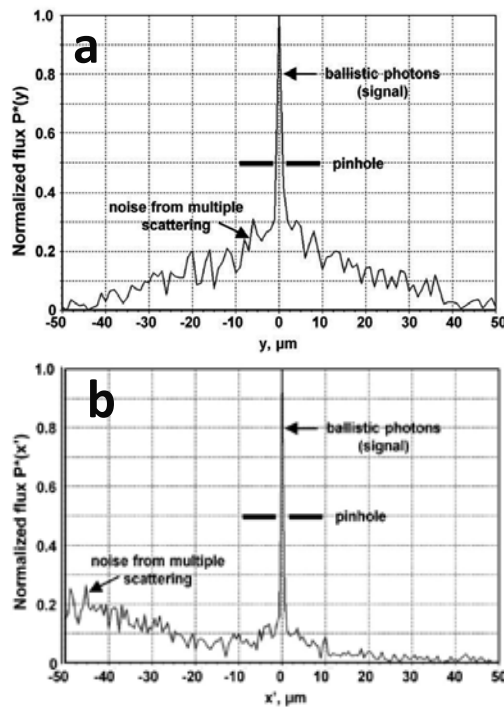 a
Normalized flux P*(y)
1.0
0.8
0.6
0.4
0.2
0
ballistic photons
(signal)
pinhole
noise from multiple
scattering
-50 -40 -30 -20 -10 0 10 20 30 40 50
y, µm
b
Normalized flux P*(x')
1.0
0.8
0.6
0.4
0.2
0
ballistic photons
(signal)
pinhole
noise from multiple
scattering
-50 -40 -30 -20 -10 0 10 20 30 40 50
x', µm